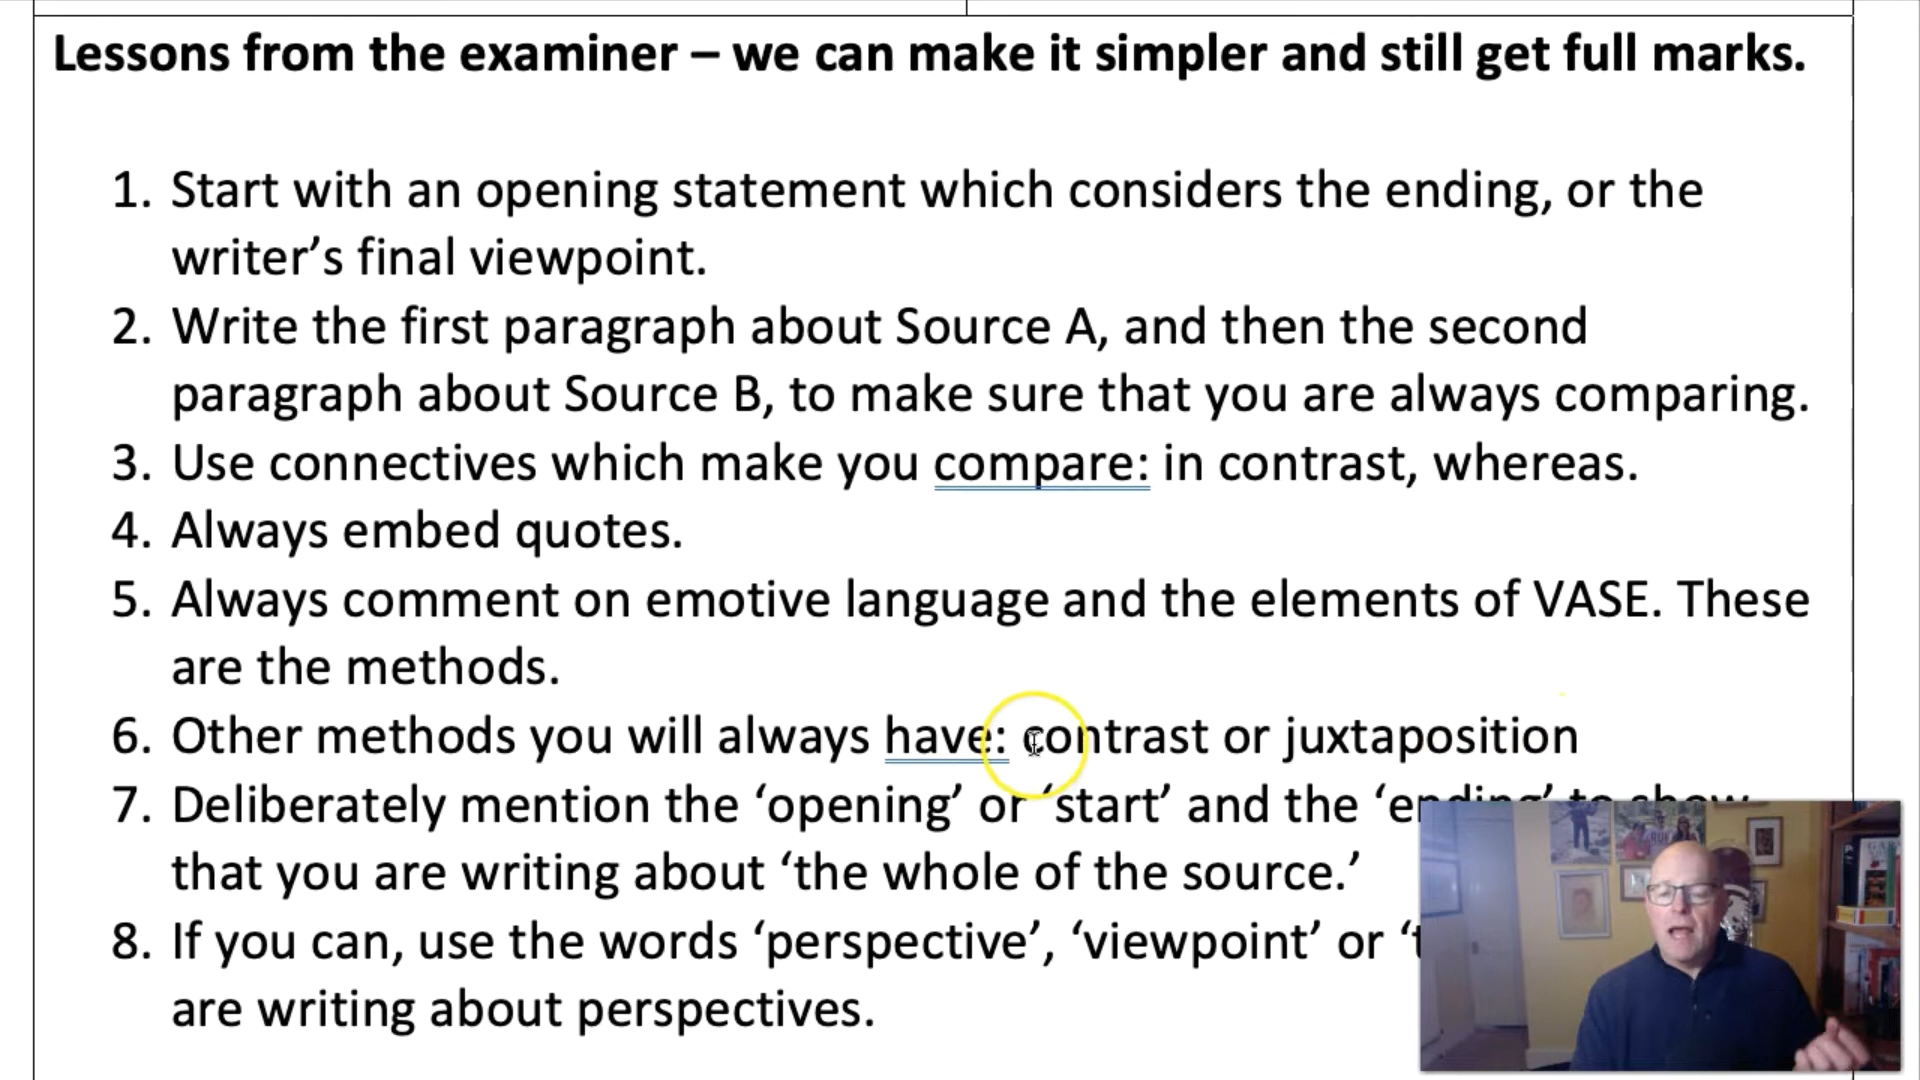 Lessons from the examiner – we can make it simpler and still get full marks.
1. Start with an opening statement which considers the ending, or the
writer’s final viewpoint.
2. Write the first paragraph about Source A, and then the second
paragraph about Source B, to make sure that you are always comparing.
3. Use connectives which make you compare: in contrast, whereas.
4. Always embed quotes.
5. Always comment on emotive language and the elements of VASE. These
are the methods.
6. Other methods you will always have: contrast or juxtaposition
7. Deliberately mention the ‘opening’ or ‘start’ and the ‘ending’ to show
that you are writing about ‘the whole of the source.’
8. If you can, use the words ‘perspective’, ‘viewpoint’ or
are writing about perspectives.